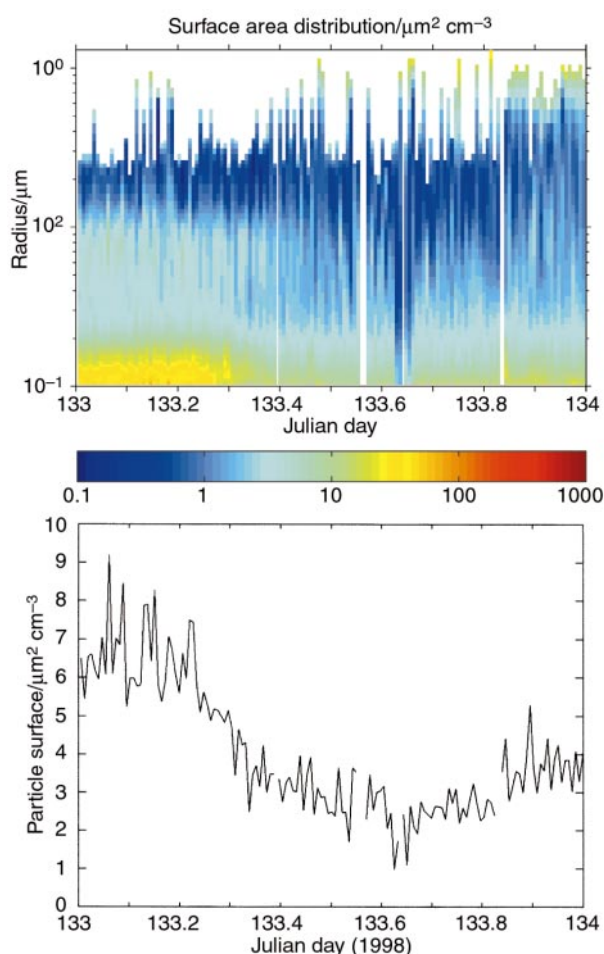 Surface area distribution/μm² cm⁻³
10⁰
10²
10⁻¹
Radius/μm
133 133.2 133.4 133.6 133.8 134
Julian day
0.1 1 10 100 1000
10
9
8
7
6
5
4
3
2
1
0
Particle surface/μm² cm⁻³
133 133.2 133.4 133.6 133.8 134
Julian day (1998)